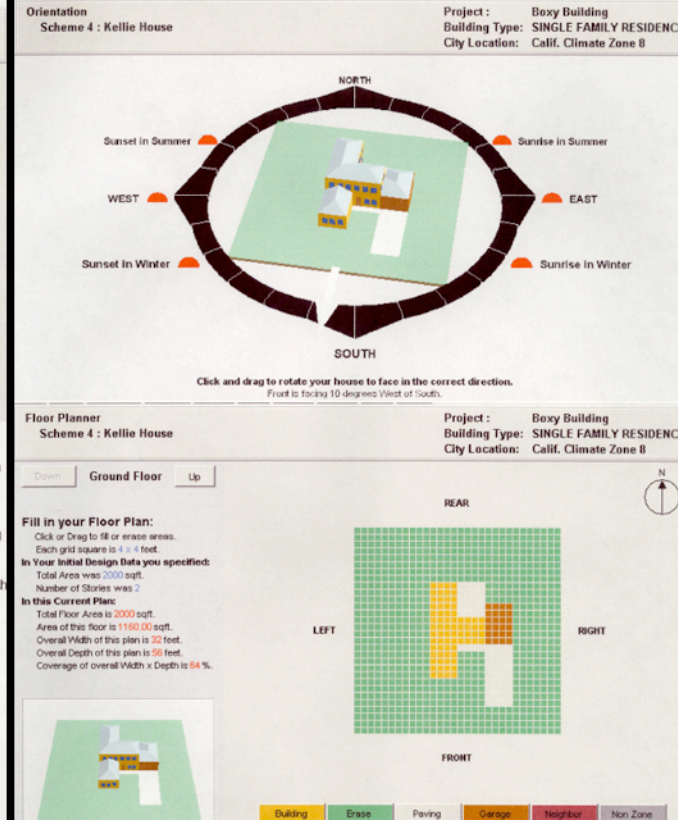 Orientation
Scheme 4 : Kellie House
Project : Boxy Building
Building Type: SINGLE FAMILY RESIDENC
City Location: Calif. Climate Zone 8
NORTH
Sunset in Summer
Sunrise in Summer
WEST
EAST
Sunset In Winter
Sunrise In Winter
SOUTH
Click and drag to rotate your house to face in the correct direction.
Front is facing 10 degrees West of South.
Floor Planner
Scheme 4 : Kellie House
Project : Boxy Building
Building Type: SINGLE FAMILY RESIDENC
City Location: Calif. Climate Zone 8
Down Ground Floor Up
N
REAR
Fill in your Floor Plan:
Click or Drag to fill or erase areas.
Each grid square is 4 x 4 feet.
In Your Initial Design Data you specified:
Total Area was 2000 sqft.
Number of Stories was 2
In this Current Plan:
Total Floor Area is 2000 sqft.
Area of this floor is 1160.00 sqft.
Overall Width of this plan is 32 feet.
Overall Depth of this plan is 56 feet.
Coverage of overall Width x Depth is 64 %.
LEFT
RIGHT
FRONT
Building Erase Paving Garage Neighbor Non Zone